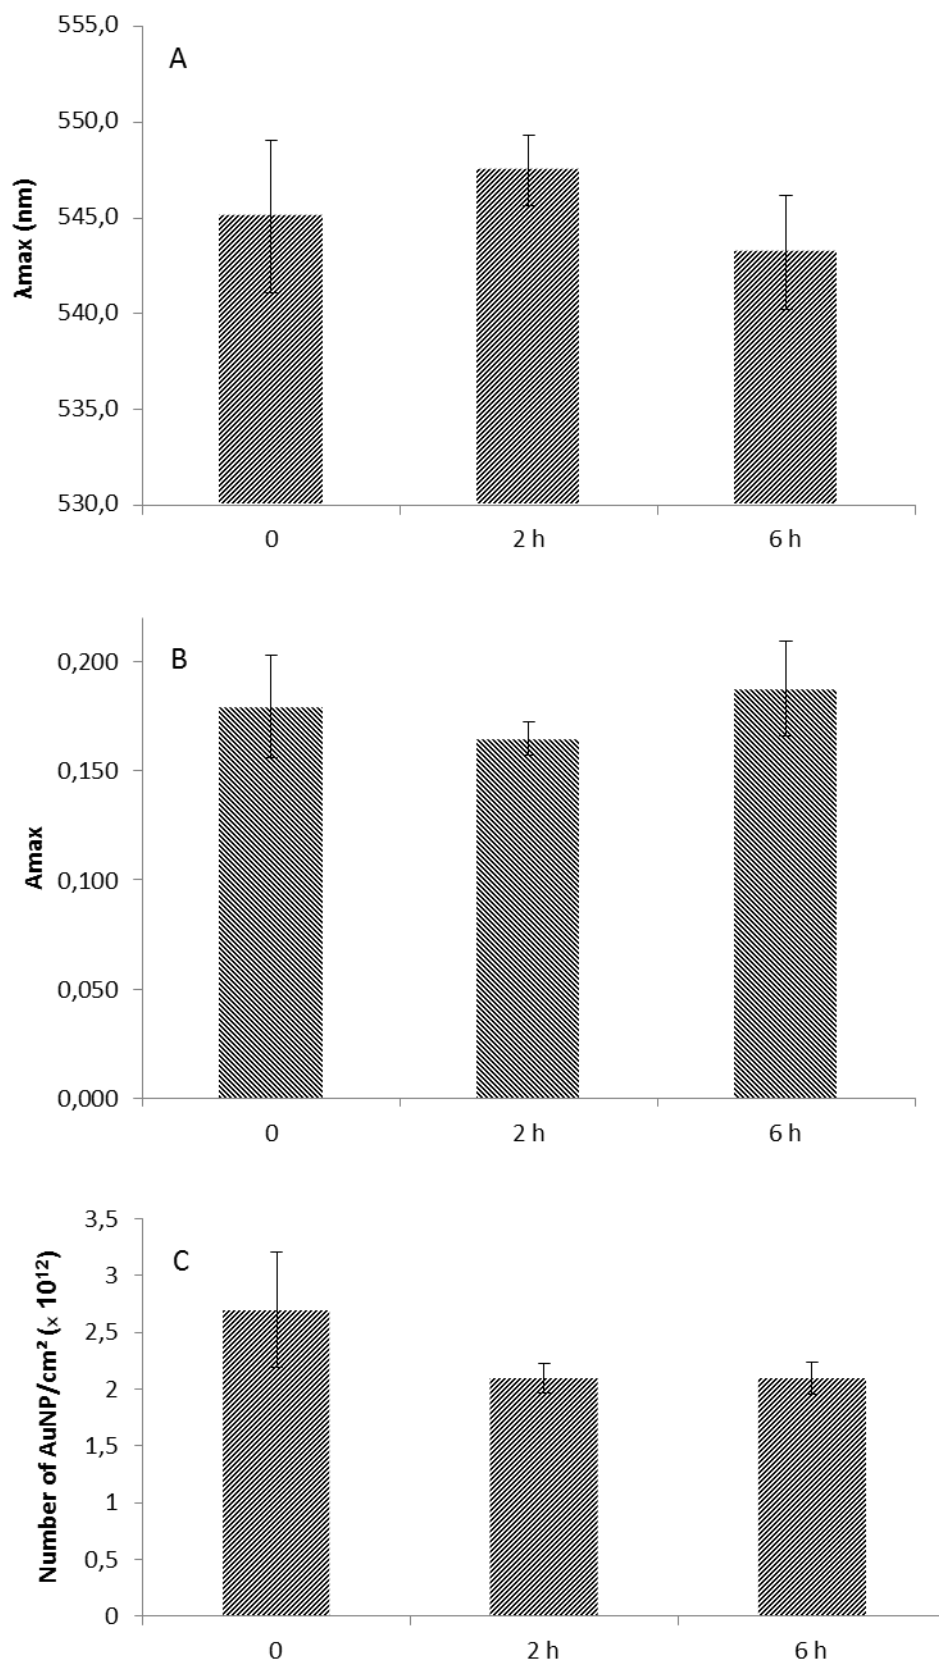 A
λmax (nm)
555,0
550,0
545,0
540,0
535,0
530,0
0 2 h 6 h
B
Amax
0,200
0,150
0,100
0,050
0,000
0 2 h 6 h
C
Number of AuNP/cm² (x 10¹²)
3,5
3
2,5
2
1,5
1
0,5
0
0 2 h 6 h